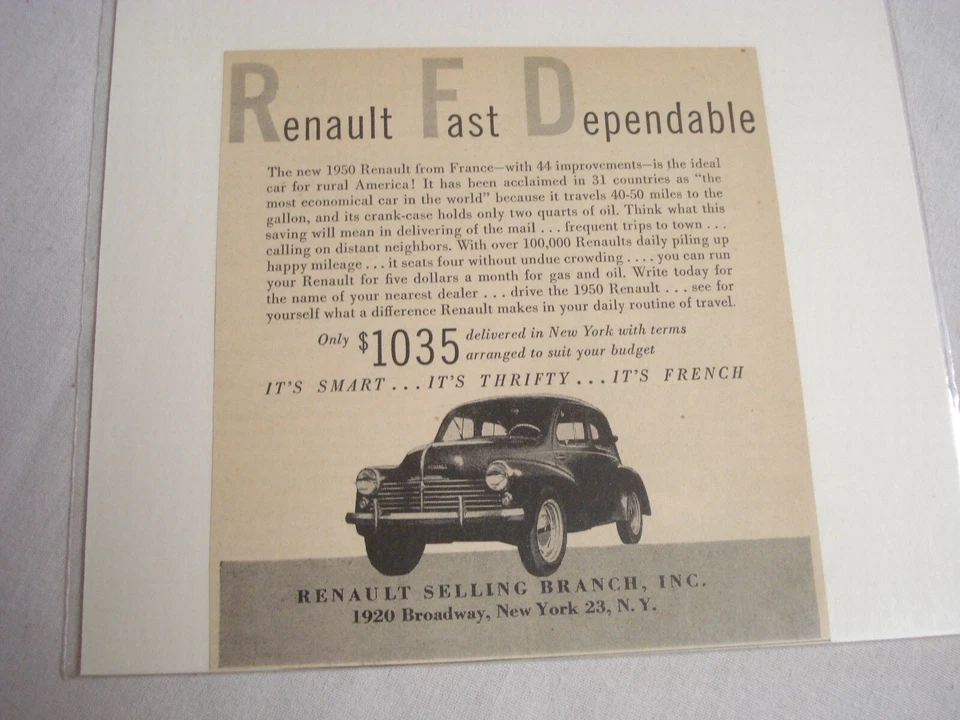 Renault Fast Dependable
The new 1950 Renault from France—with 44 improvements—is the ideal
car for rural America! It has been acclaimed in 31 countries as "the
most economical car in the world" because it travels 40-50 miles to the
gallon, and its crank-case holds only two quarts of oil. Think what this
saving will mean in delivering of the mail . . . frequent trips to town . . .
calling on distant neighbors. With over 100,000 Renaults daily piling up
happy mileage . . . it seats four without undue crowding . . . . you can run
your Renault for five dollars a month for gas and oil. Write today for
the name of your nearest dealer . . . drive the 1950 Renault . . . see for
yourself what a difference Renault makes in your daily routine of travel.
Only $1035 delivered in New York with terms
arranged to suit your budget
IT'S SMART . . . IT'S THRIFTY . . . IT'S FRENCH
RENAULT SELLING BRANCH, INC.
1920 Broadway, New York 23, N. Y.